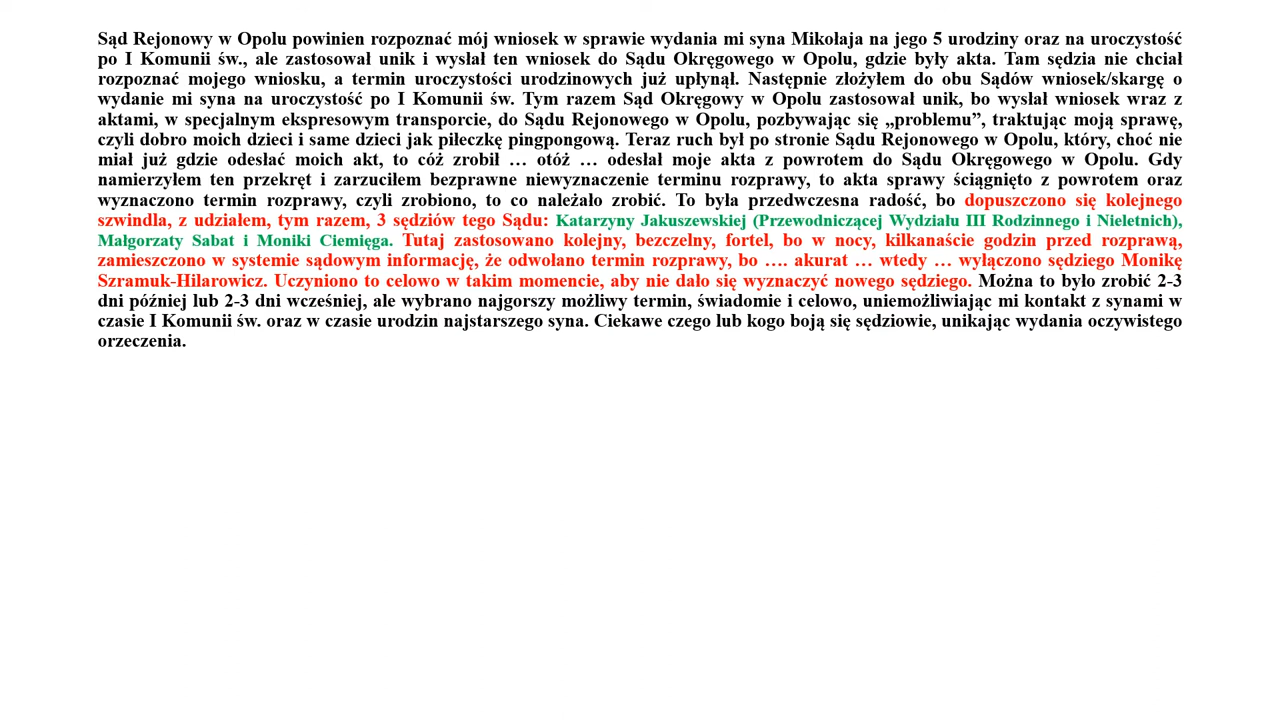 Sąd Rejonowy w Opolu powinien rozpoznać mój wniosek w sprawie wydania mi syna Mikołaja na jego 5 urodziny oraz na uroczystość
po I Komunii św., ale zastosował unik i wysłał ten wniosek do Sądu Okręgowego w Opolu, gdzie były akta. Tam sędzia nie chciał
rozpoznać mojego wniosku, a termin uroczystości urodzinowych już upłynął. Następnie złożyłem do obu Sądów wniosek/skargę o
wydanie mi syna na uroczystość po I Komunii św. Tym razem Sąd Okręgowy w Opolu zastosował unik, bo wysłał wniosek wraz z
aktami, w specjalnym ekspresowym transporcie, do Sądu Rejonowego w Opolu, pozbywając się „problemu”, traktując moją sprawę,
czyli dobro moich dzieci i same dzieci jak piłeczkę pingpongową. Teraz ruch był po stronie Sądu Rejonowego w Opolu, który, choć nie
miał już gdzie odesłać moich akt, to cóż zrobił … otóż … odesłał moje akta z powrotem do Sądu Okręgowego w Opolu. Gdy
namierzyłem ten przekręt i zarzuciłem bezprawne niewyznaczenie terminu rozprawy, to akta sprawy ściągnięto z powrotem oraz
wyznaczono termin rozprawy, czyli zrobiono, to co należało zrobić. To była przedwczesna radość, bo dopuszczono się kolejnego
szwindla, z udziałem, tym razem, 3 sędziów tego Sądu: Katarzyny Jakuszewskiej (Przewodniczącej Wydziału III Rodzinnego i Nieletnich),
Małgorzaty Sabat i Moniki Ciemięga. Tutaj zastosowano kolejny, bezczelny, fortel, bo w nocy, kilkanaście godzin przed rozprawą,
zamieszczono w systemie sądowym informację, że odwołano termin rozprawy, bo …. akurat … wtedy … wyłączono sędziego Monikę
Szramuk-Hilarowicz. Uczyniono to celowo w takim momencie, aby nie dało się wyznaczyć nowego sędziego. Można to było zrobić 2-3
dni później lub 2-3 dni wcześniej, ale wybrano najgorszy możliwy termin, świadomie i celowo, uniemożliwiając mi kontakt z synami w
czasie I Komunii św. oraz w czasie urodzin najstarszego syna. Ciekawe czego lub kogo boją się sędziowie, unikając wydania oczywistego
orzeczenia.